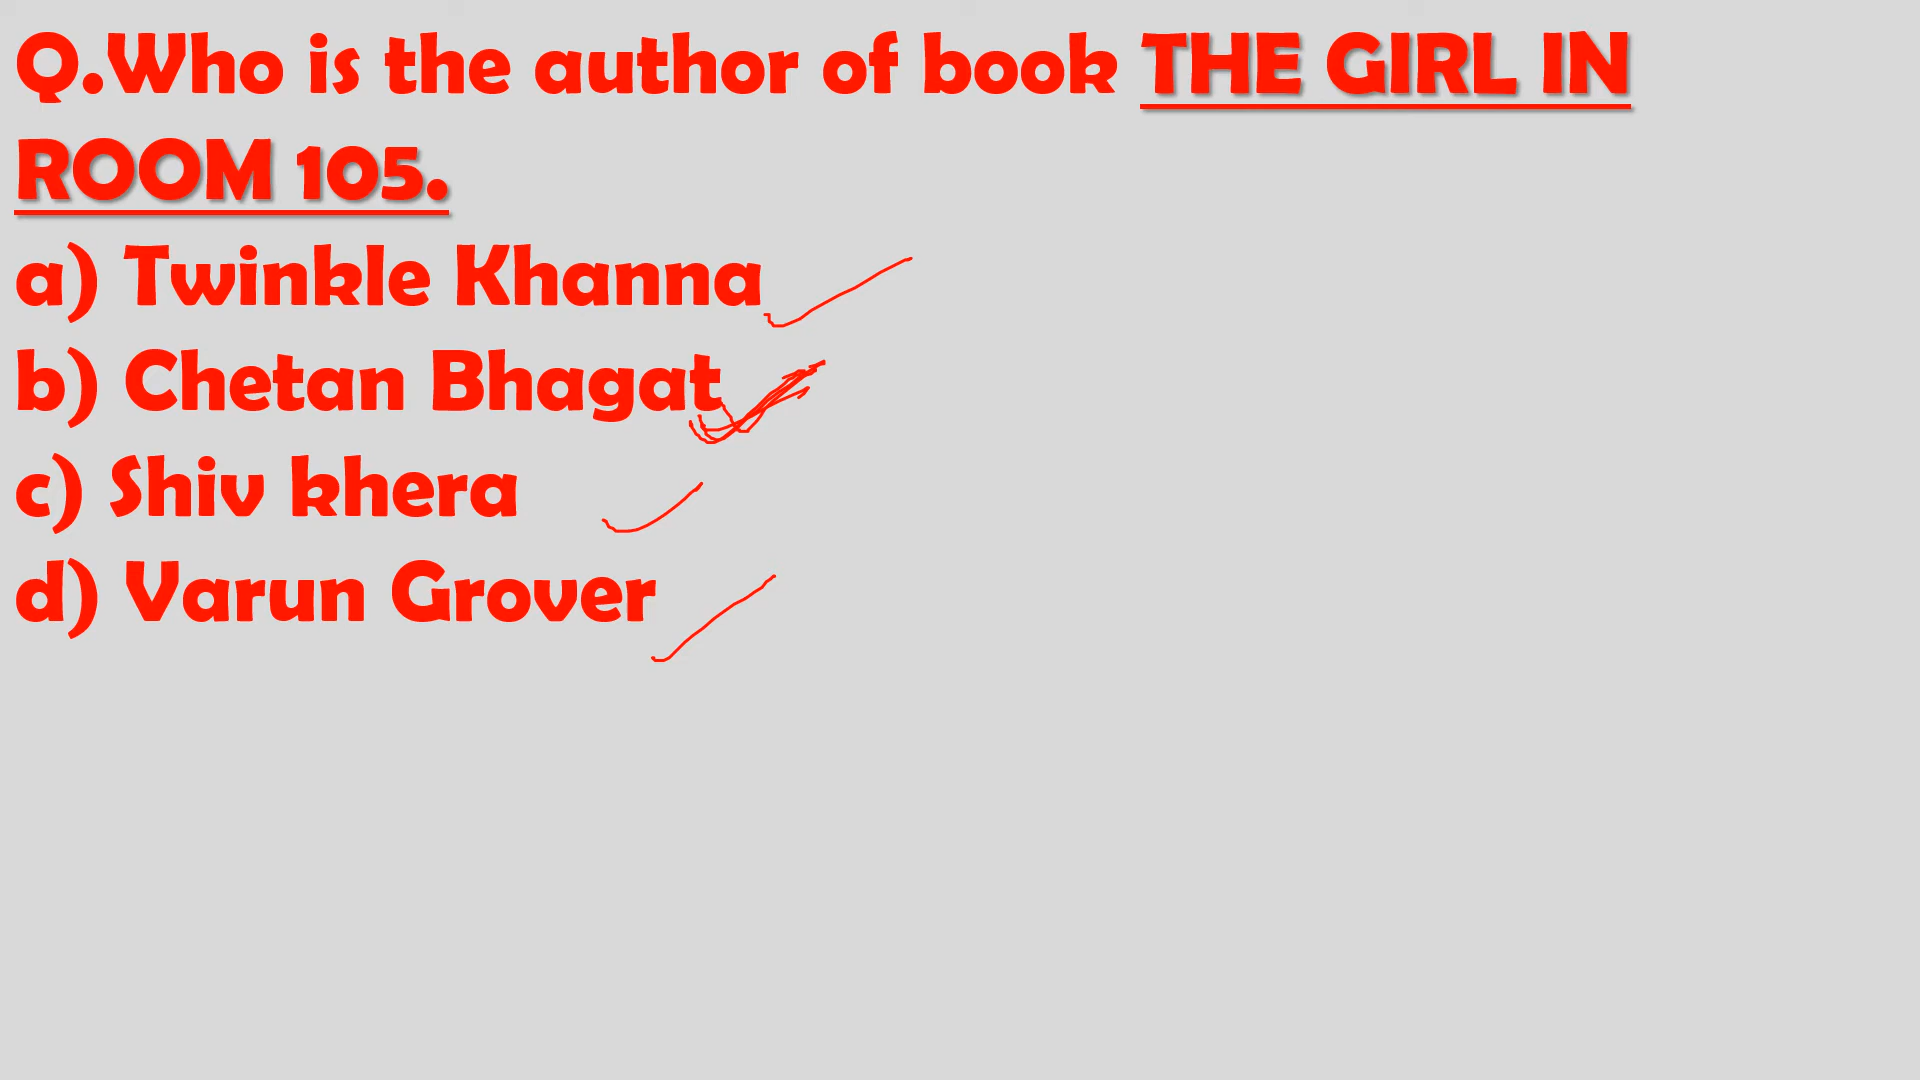 Q.Who is the author of book THE GIRL IN
ROOM 105.
a) Twinkle Khanna
b) Chetan Bhagat
c) Shiv khera
d) Varun Grover